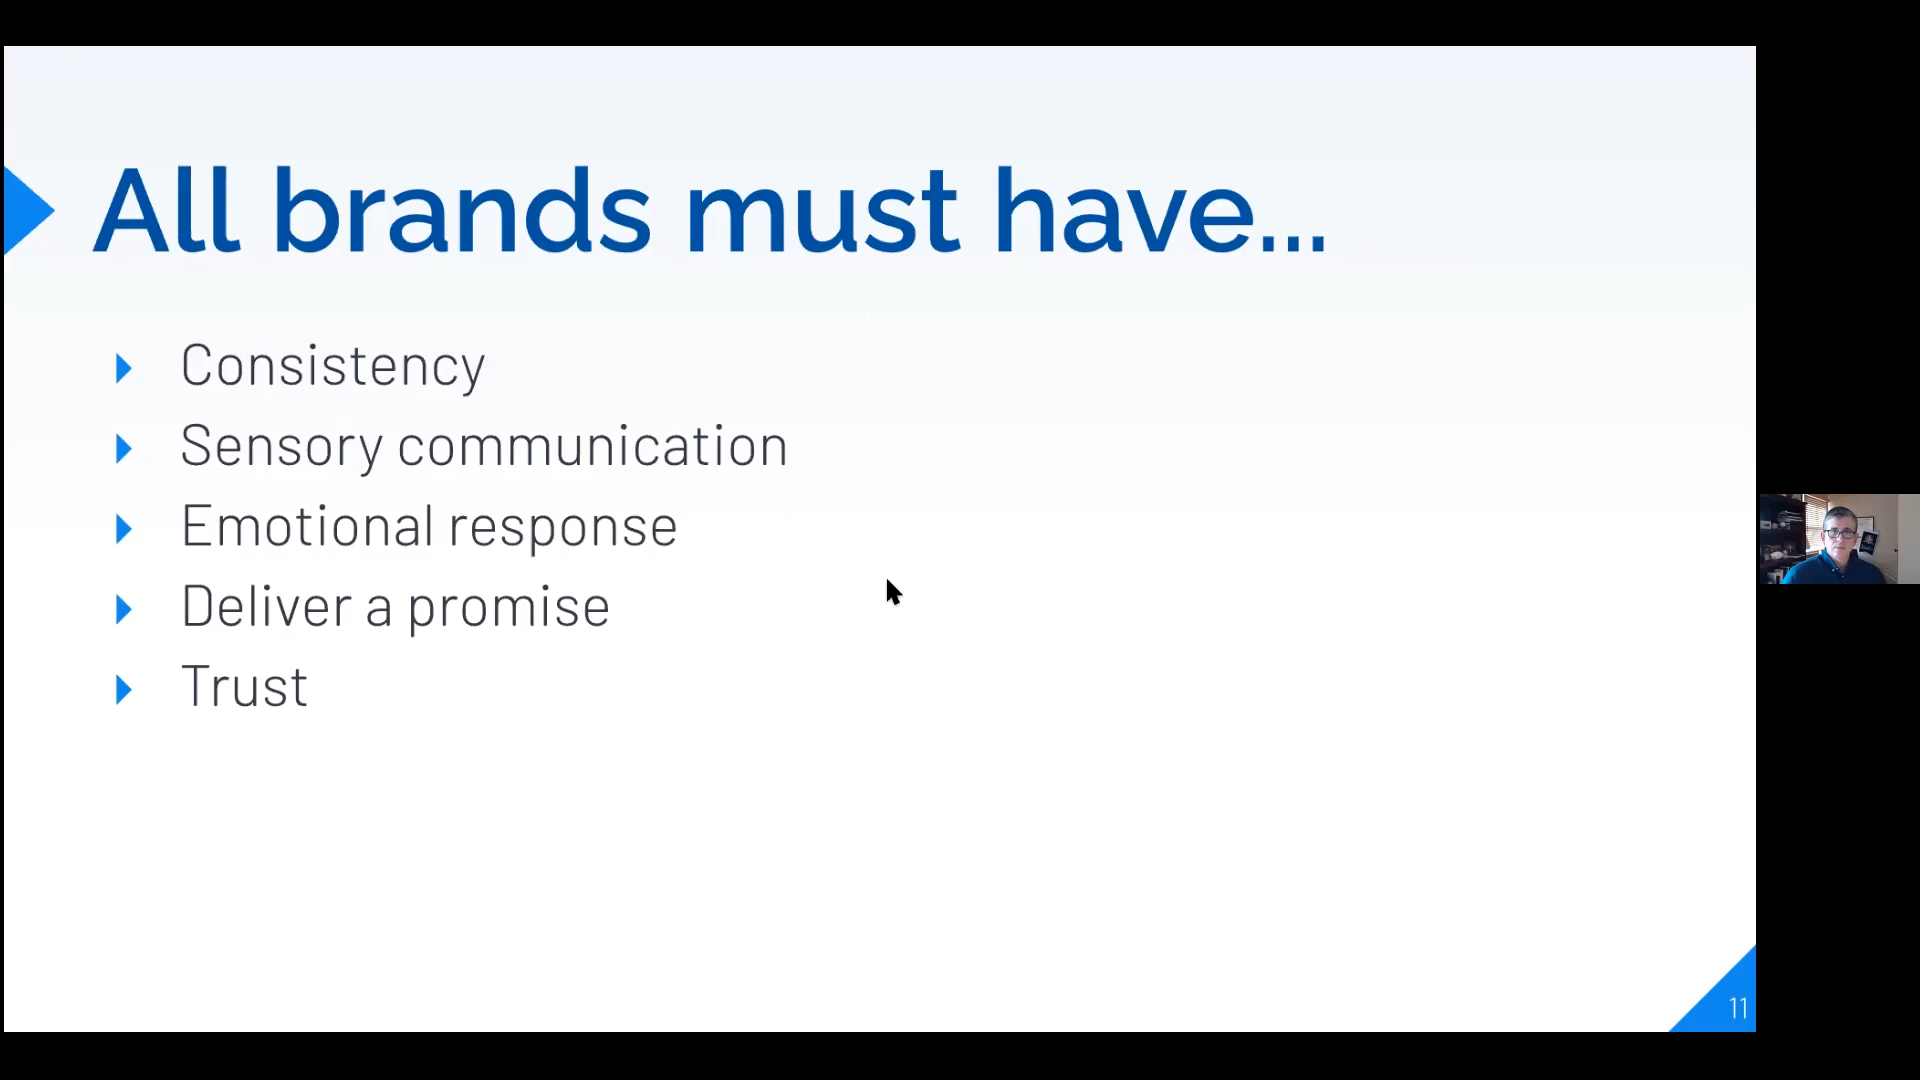 All brands must have...
Consistency
Sensory communication
Emotional response
Deliver a promise
Trust
11